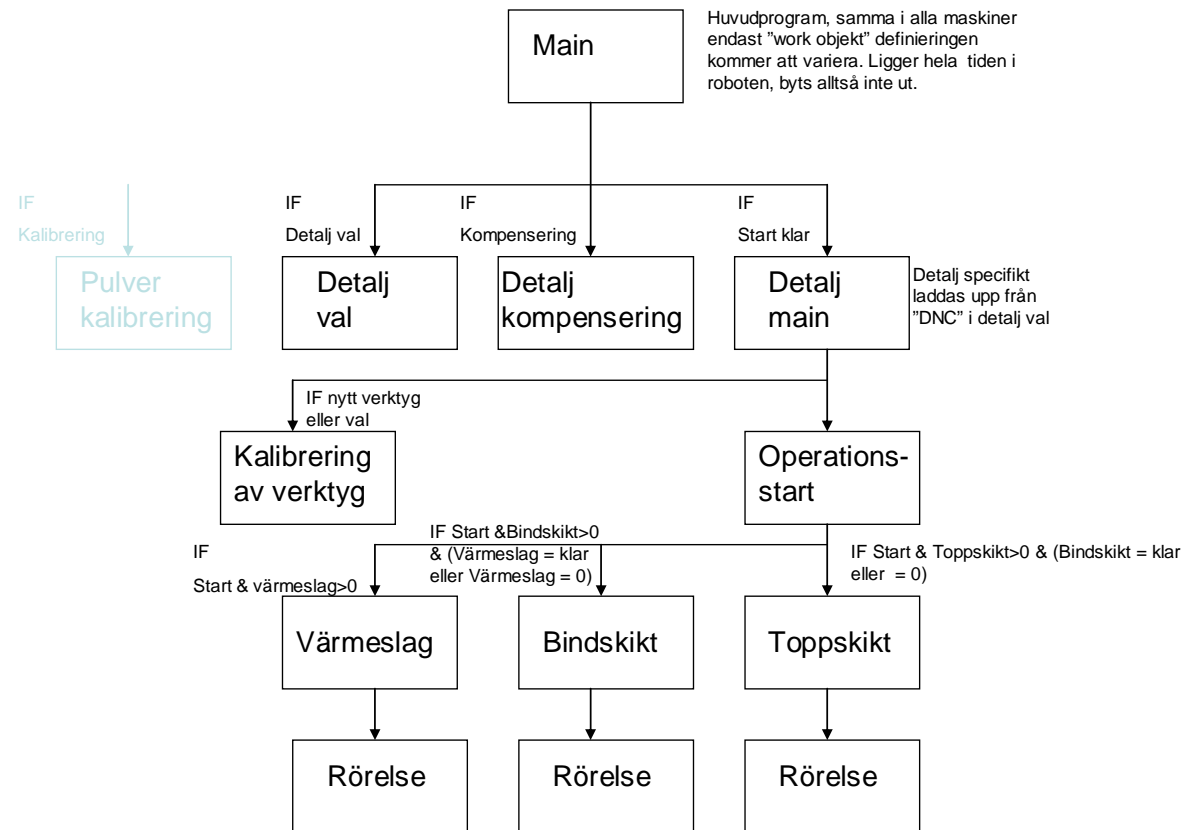 Main
Huvudprogram, samma i alla maskiner
endast ”work objekt” definieringen
kommer att variera. Ligger hela tiden i
roboten, byts alltså inte ut.
IF
Kalibrering
IF
Detalj val
IF
Kompensering
IF
Start klar
Pulver
kalibrering
Detalj
val
Detalj
kompensering
Detalj
main
Detalj specifikt
laddas upp från
”DNC” i detalj val
IF nytt verktyg
eller val
Kalibrering
av verktyg
Operations-
start
IF
Start & värmeslag>0
IF Start &Bindskikt>0
& (Värmeslag = klar
eller Värmeslag = 0)
IF Start & Toppskikt>0 & (Bindskikt = klar
eller = 0)
Värmeslag
Bindskikt
Toppskikt
Rörelse
Rörelse
Rörelse